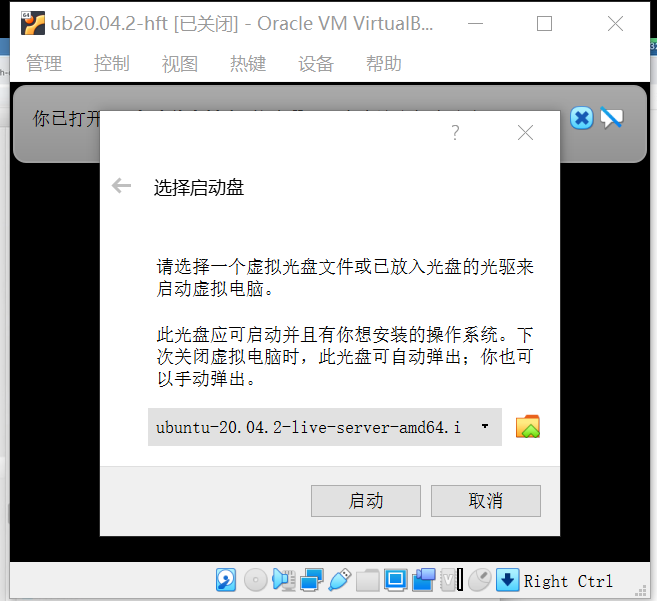 ub20.04.2-hft [已关闭] - Oracle VM VirtualB...
管理 控制 视图 热键 设备 帮助
你已打开
选择启动盘
请选择一个虚拟光盘文件或已放入光盘的光驱来
启动虚拟电脑。
此光盘应可启动并且有你想安装的操作系统。下
次关闭虚拟电脑时，此光盘可自动弹出；你也可
以手动弹出。
ubuntu-20.04.2-live-server-amd64.i
启动 取消
Right Ctrl